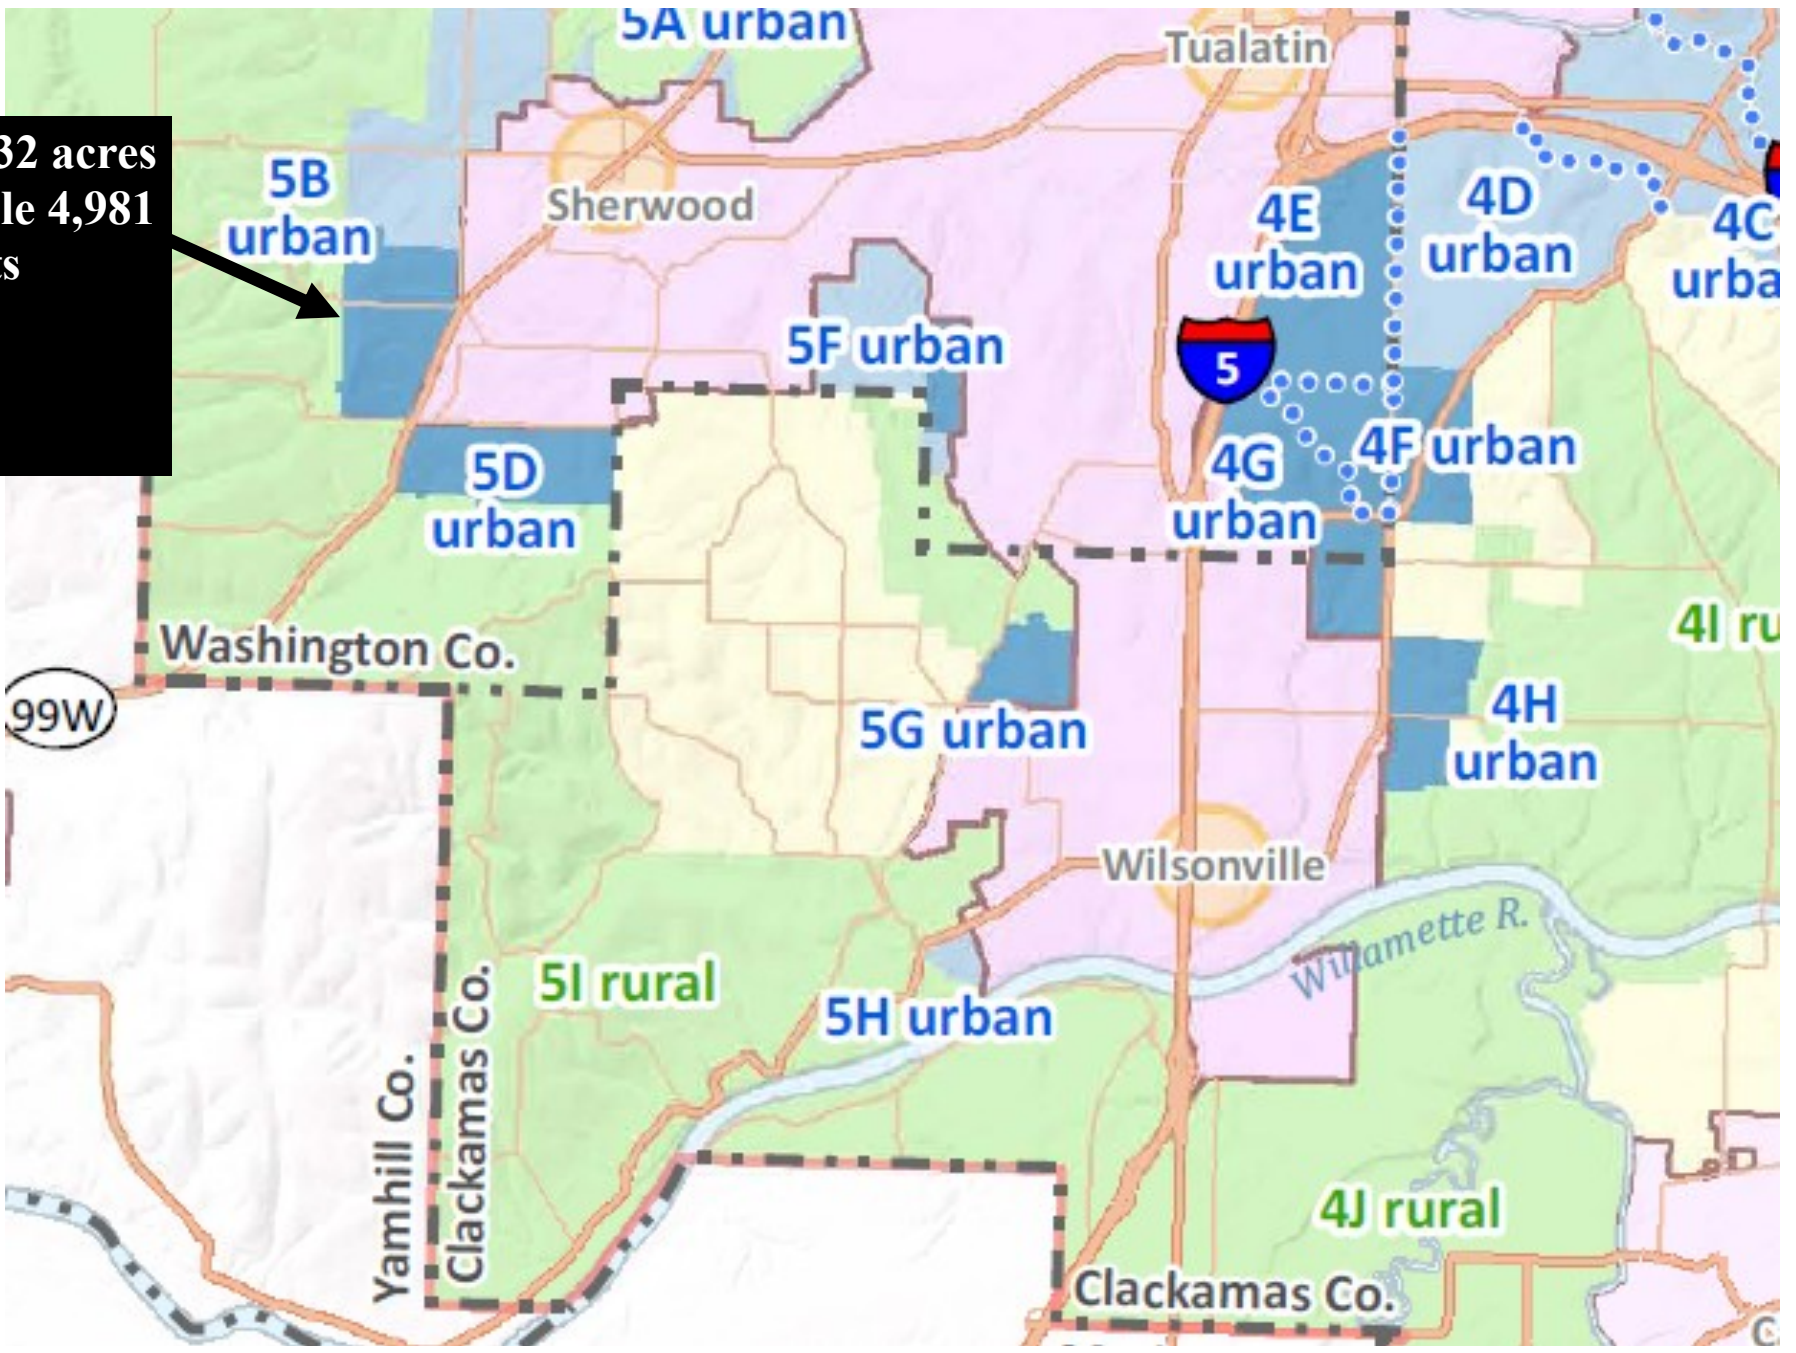 5A urban
Tualatin
32 acres
le 4,981
ts
5B
urban
Sherwood
4E
urban
4D
urban
4C
urba
5F urban
5
5D
urban
4G
urban
4F urban
4I ru
Washington Co.
99W
5G urban
4H
urban
Wilsonville
Willamette R.
5I rural
5H urban
Yamhill Co.
Clackamas Co.
4J rural
Clackamas Co.
C